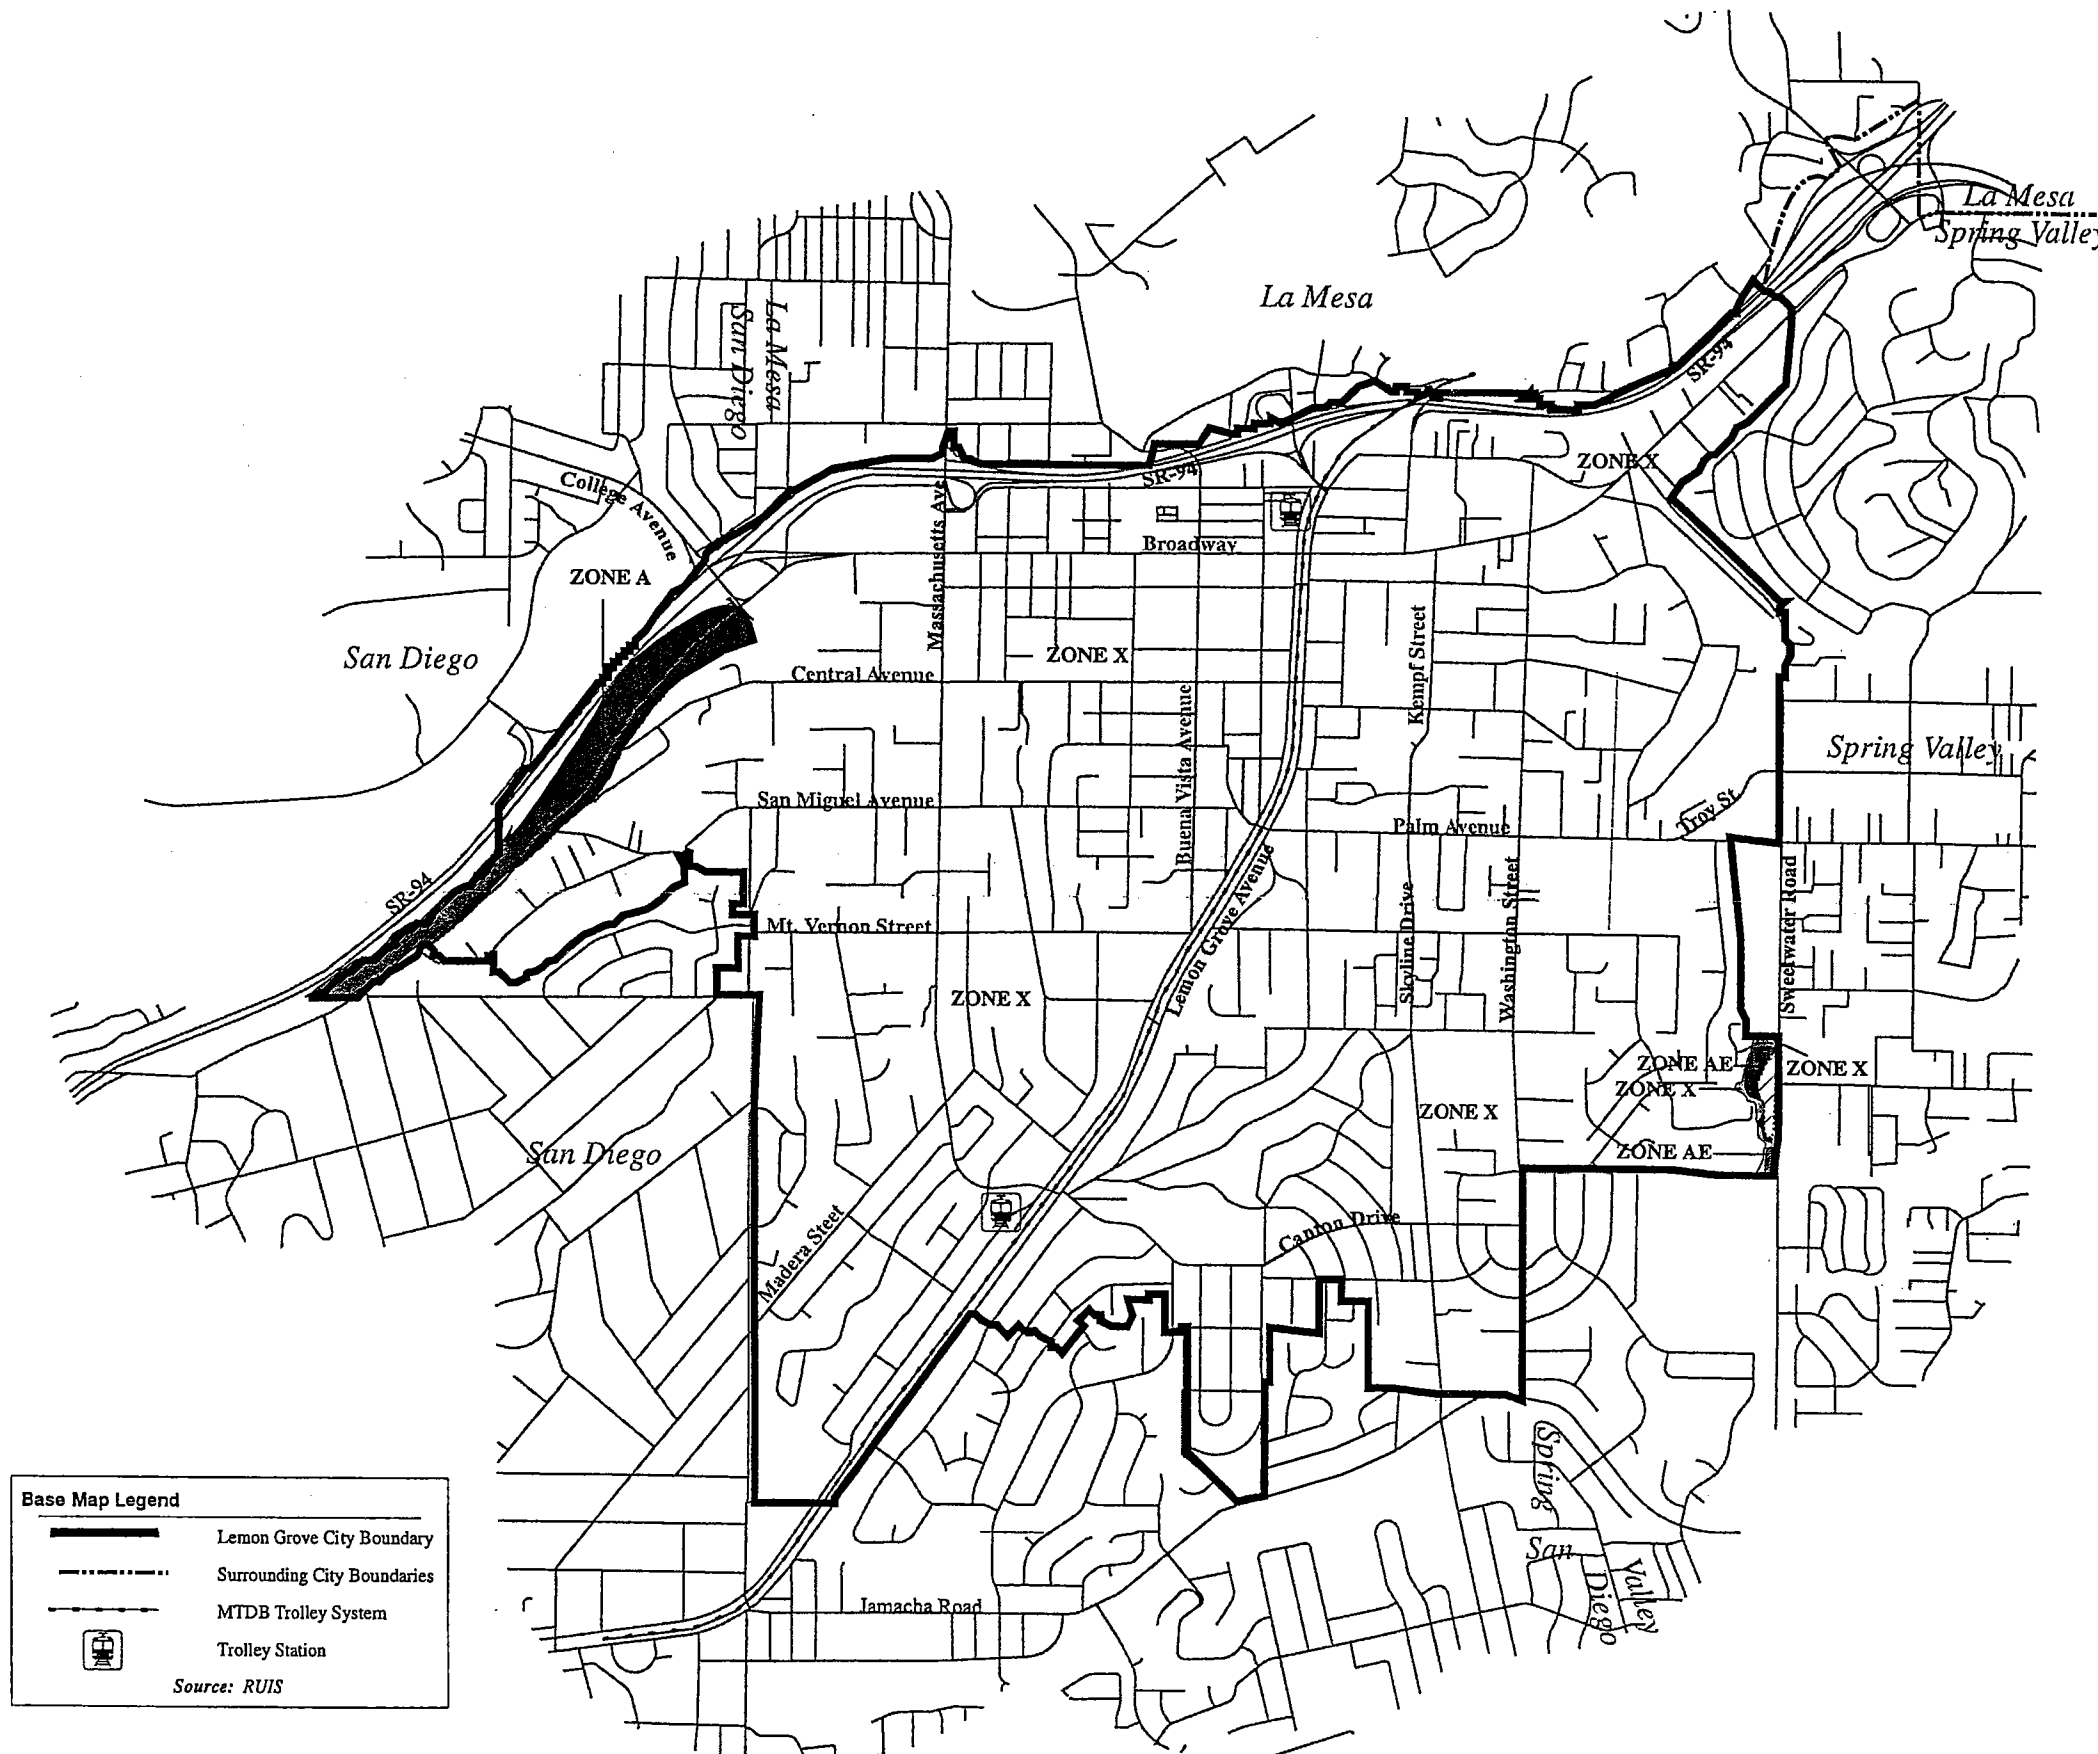 La Mesa
Spring Valley
La Mesa
La Mesa
San Diego
SR-94
ZONE X
College Avenue
SR-94
Massachusetts Ave
Broadway
ZONE A
Kempf Street
San Diego
ZONE X
Central Avenue
Buena Vista Avenue
Spring Valley
San Miguel Avenue
Troy St.
Palm Avenue
Lemon Grove Avenue
SR-94
Skyline Drive
Washington Street
Sweetwater Road
Mt. Vernon Street
ZONE X
ZONE AE
ZONE X
ZONE X
ZONE X
San Diego
ZONE AE
Madera Steet
Canton Drive
Spring
Valley
San
Diego
Jamacha Road
Base Map Legend
Lemon Grove City Boundary
Surrounding City Boundaries
MTDB Trolley System
Trolley Station
Source: RUIS